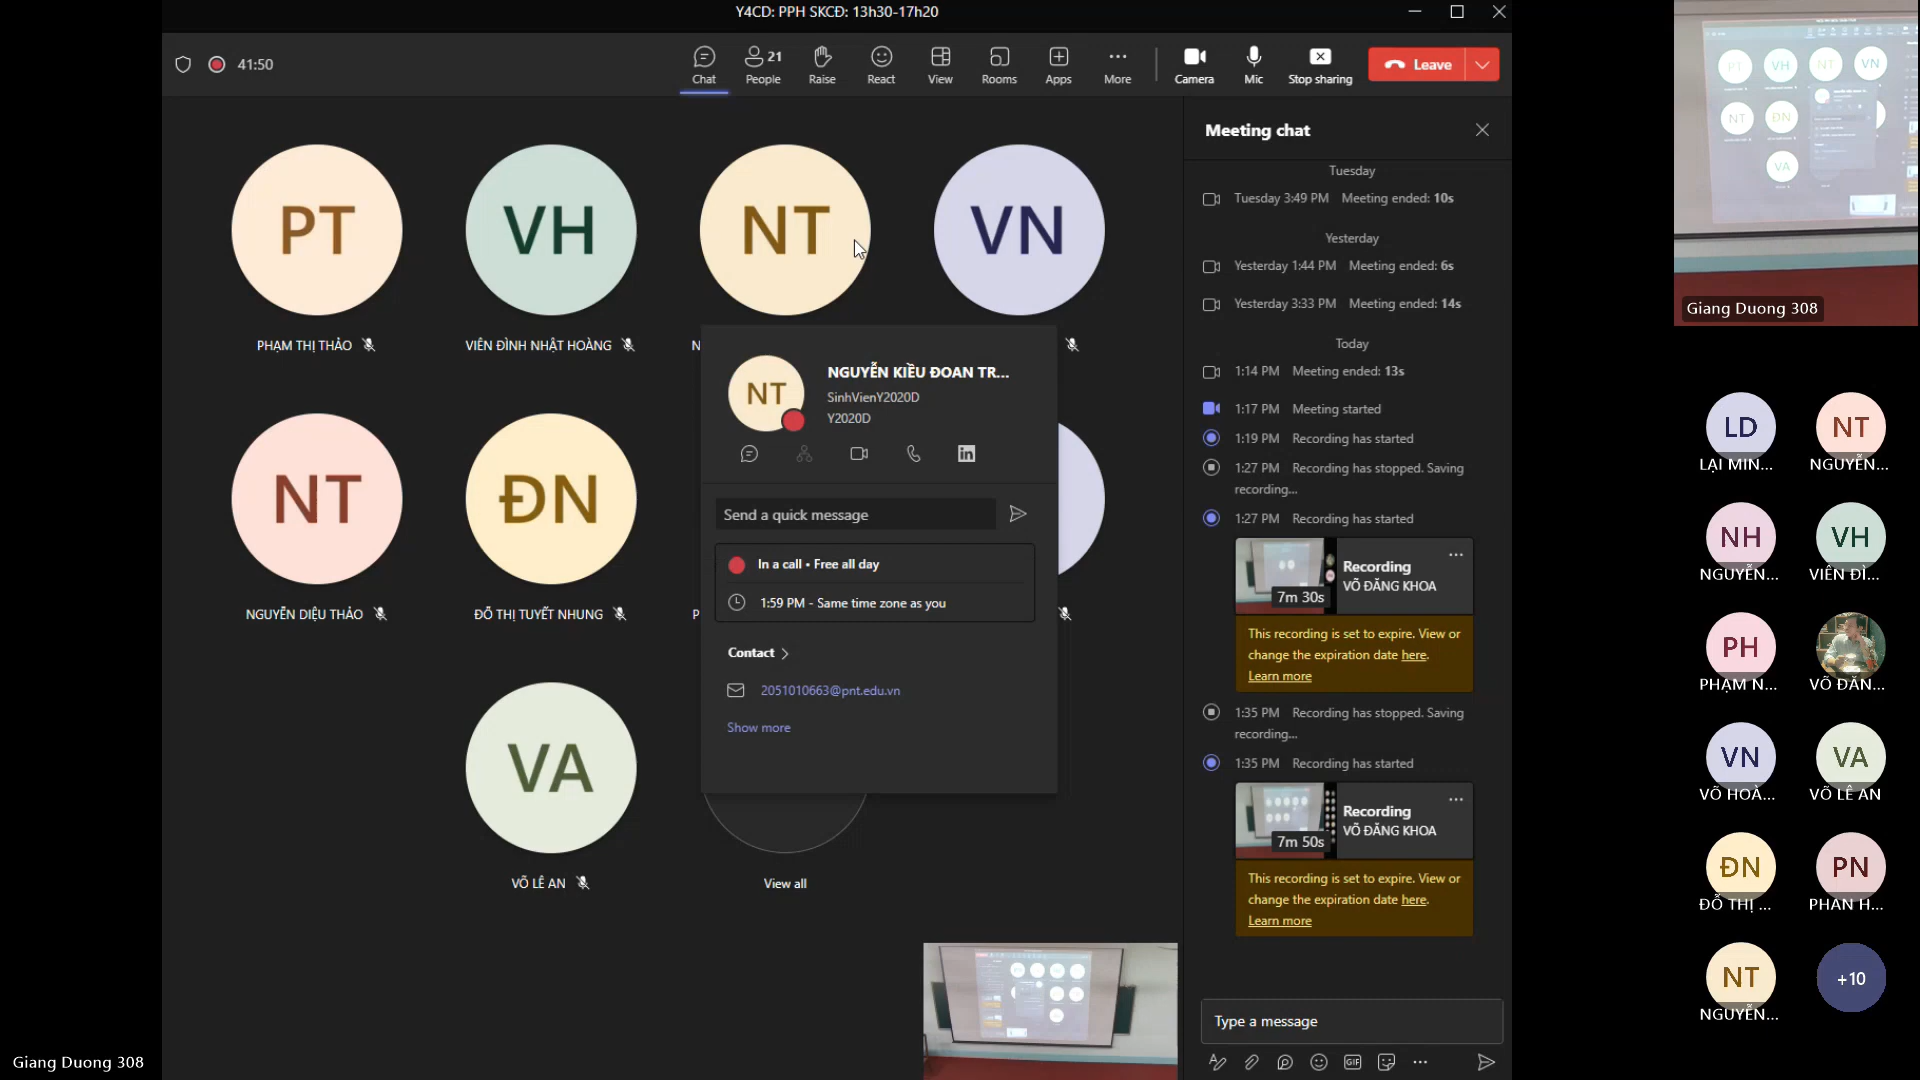 Y4CD: PPH SKCĐ: 13h30-17h20
41:50
Chat
21
People
Raise
React
View
Rooms
Apps
More
Camera
Mic
Stop sharing
Leave
PT
VH
NT
VN
PHẠM THỊ THẢO
VIÊN ĐÌNH NHẬT HOÀNG
N
NT
ĐN
NGUYỄN DIỆU THẢO
ĐỖ THỊ TUYẾT NHUNG
P
VA
VÕ LÊ AN
View all
NT
NGUYỄN KIỀU ĐOAN TR...
SinhVienY2020D
Y2020D
Send a quick message
In a call • Free all day
1:59 PM - Same time zone as you
Contact
2051010663@pnt.edu.vn
Show more
Meeting chat
Tuesday
Tuesday 3:49 PM Meeting ended: 10s
Yesterday
Yesterday 1:44 PM Meeting ended: 6s
Yesterday 3:33 PM Meeting ended: 14s
Today
1:14 PM Meeting ended: 13s
1:17 PM Meeting started
1:19 PM Recording has started
1:27 PM Recording has stopped. Saving
recording...
1:27 PM Recording has started
Recording
VÕ ĐĂNG KHOA
7m 30s
This recording is set to expire. View or
change the expiration date here.
Learn more
1:35 PM Recording has stopped. Saving
recording...
1:35 PM Recording has started
Recording
VÕ ĐĂNG KHOA
7m 50s
This recording is set to expire. View or
change the expiration date here.
Learn more
Type a message
GIF
PT
VH
NT
VN
NT
ĐN
VA
Giang Duong 308
LD
LẠI MIN...
NT
NGUYỄN...
NH
NGUYỄN...
VH
VIÊN ĐÌ...
PH
PHẠM N...
VÕ ĐĂN...
VN
VÕ HOÀ...
VA
VÕ LÊ AN
ĐN
ĐỖ THỊ ...
PN
PHAN H...
NT
NGUYỄN...
+10
Giang Duong 308